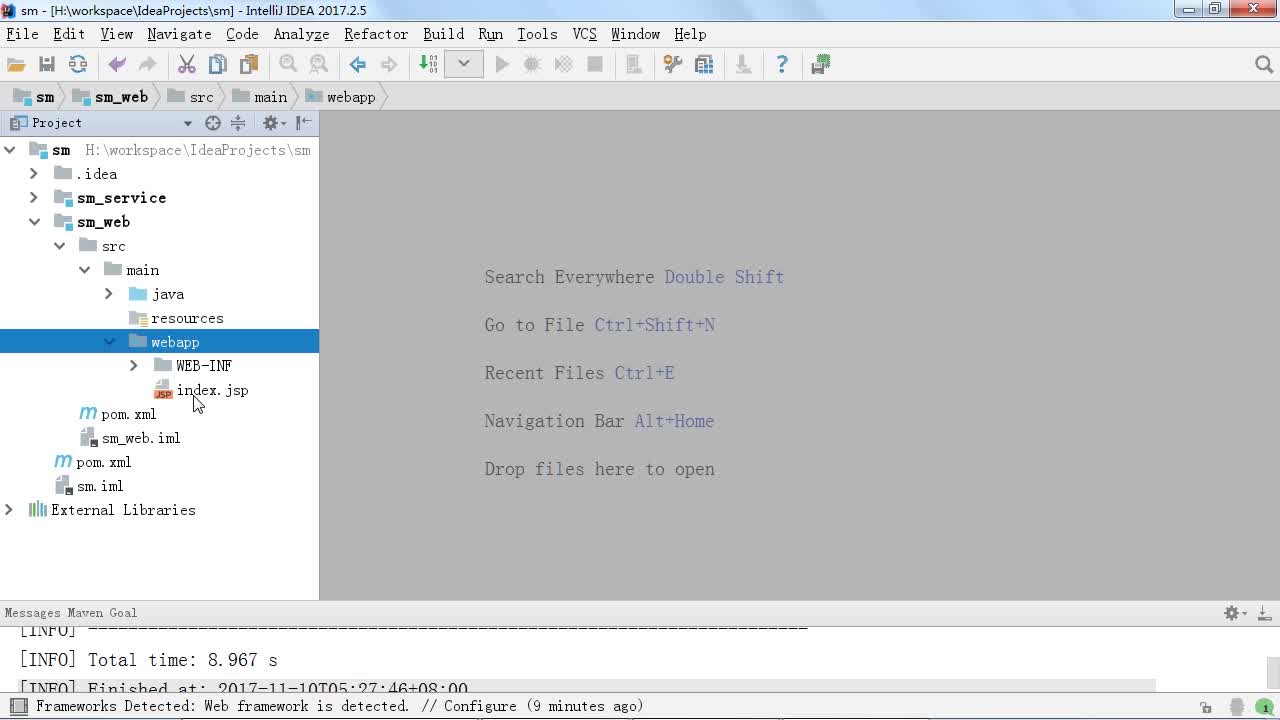 sm - [H:\workspace\IdeaProjects\sm] - IntelliJ IDEA 2017.2.5
File Edit View Navigate Code Analyze Refactor Build Run Tools VCS Window Help
sm sm_web src main webapp
Project
sm H:\workspace\IdeaProjects\sm
.idea
sm_service
sm_web
src
main
java
resources
webapp
WEB-INF
JSP index.jsp
m pom.xml
sm_web.iml
m pom.xml
sm.iml
External Libraries
Search Everywhere Double Shift
Go to File Ctrl+Shift+N
Recent Files Ctrl+E
Navigation Bar Alt+Home
Drop files here to open
Messages Maven Goal
[INFO] ------------------------------------------------------------------------
[INFO] Total time: 8.967 s
[INFO] Finished at: 2017-11-10T05:27:46+08:00
Frameworks Detected: Web framework is detected. // Configure (9 minutes ago)